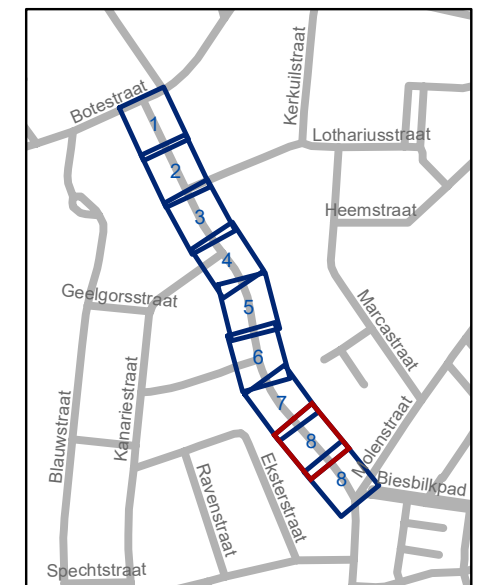 Botestraat
Kerkuilstraat
Lothariusstraat
Heemstraat
Geelgorsstraat
Marcastraat
Blauwstraat
Kanariestraat
Molenstraat
Biesbilkpad
Ravenstraat
Eksterstraat
Spechtstraat
1
2
3
4
5
6
7
8
8